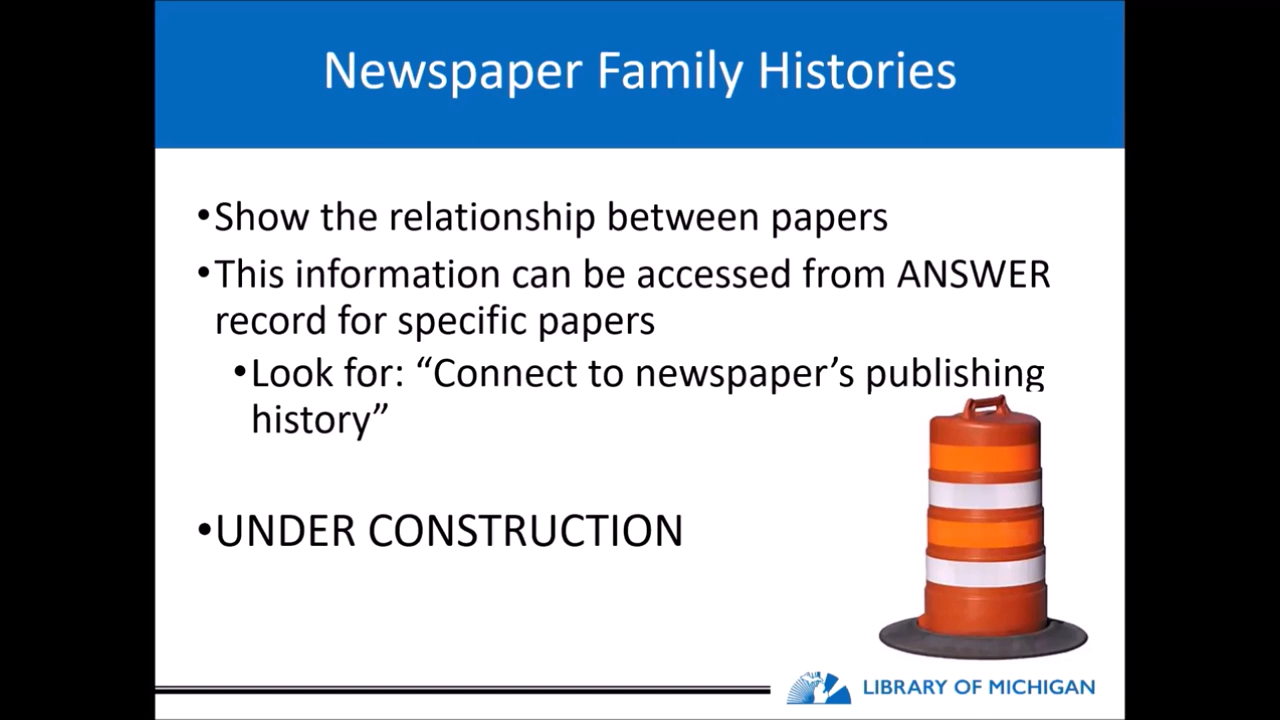 Newspaper Family Histories
•Show the relationship between papers
•This information can be accessed from ANSWER
record for specific papers
•Look for: “Connect to newspaper’s publishing
history”
•UNDER CONSTRUCTION
LIBRARY OF MICHIGAN